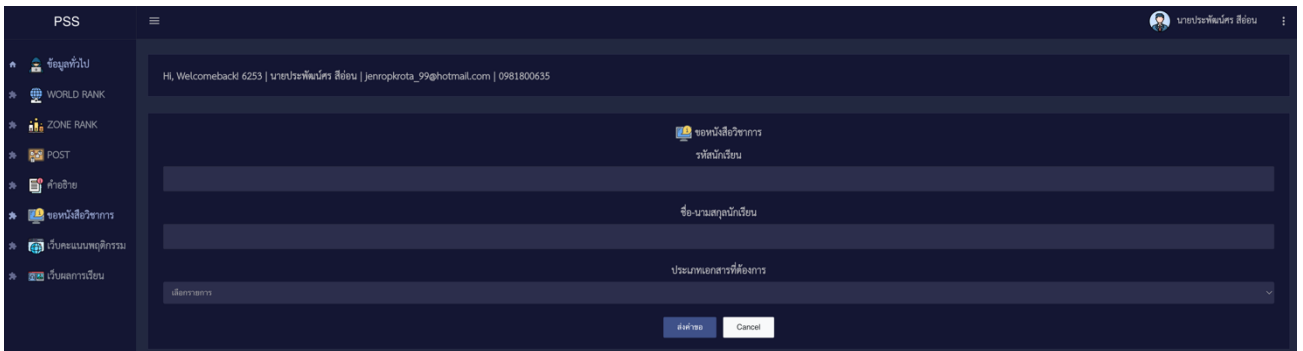 PSS
นายประพัฒน์ศร สีอ่อน
ข้อมูลทั่วไป
WORLD RANK
ZONE RANK
POST
คำอธิาย
ขอหนังสือวิชาการ
เว็บคะแนนพฤติกรรม
เว็บผลการเรียน
Hi, Welcomeback! 6253 | นายประพัฒน์ศร สีอ่อน | jenropkrota_99@hotmail.com | 0981800635
ขอหนังสือวิชาการ
รหัสนักเรียน
ชื่อ-นามสกุลนักเรียน
ประเภทเอกสารที่ต้องการ
เลือกรายการ
ส่งคำขอ
Cancel